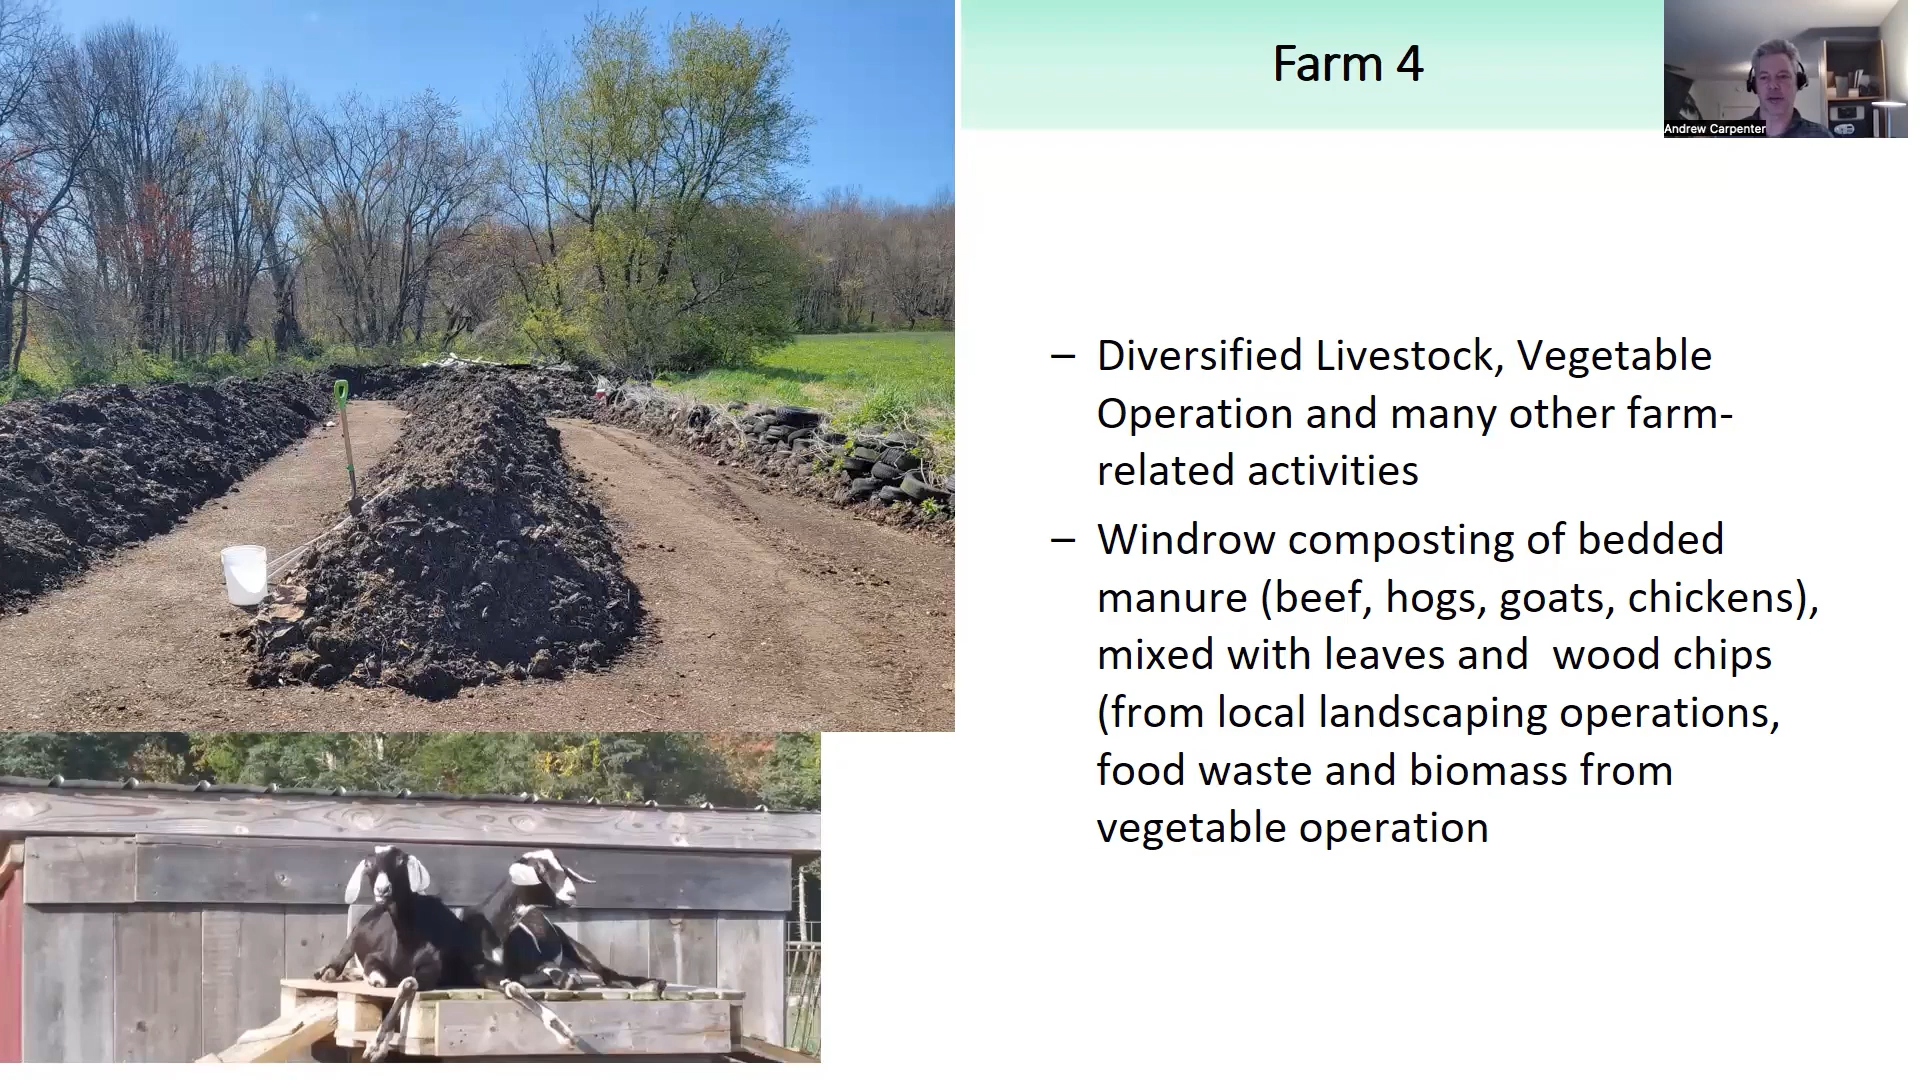 Farm 4
Andrew Carpenter
– Diversified Livestock, Vegetable
Operation and many other farm-
related activities
– Windrow composting of bedded
manure (beef, hogs, goats, chickens),
mixed with leaves and  wood chips
(from local landscaping operations,
food waste and biomass from
vegetable operation